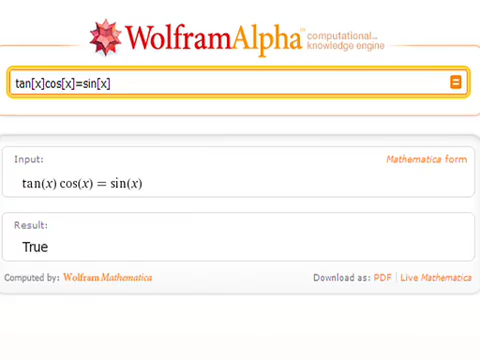 WolframAlpha computational... knowledge engine
tan[x]cos[x]=sin[x]
Input:
Mathematica form
tan(x) cos(x) = sin(x)
Result:
True
Computed by: Wolfram Mathematica
Download as: PDF | Live Mathematica